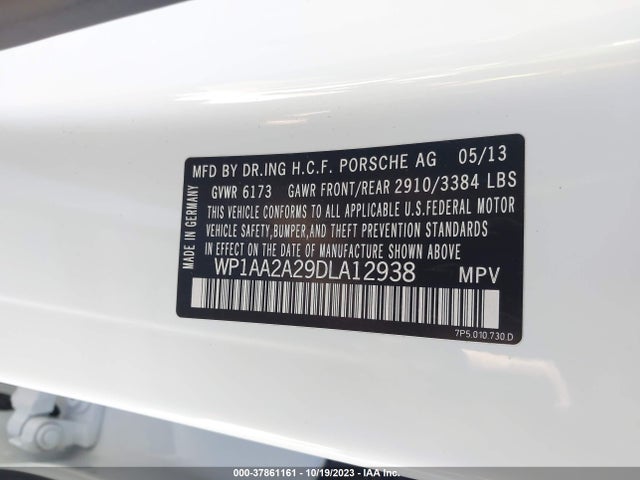 MFD BY DR.ING H.C.F. PORSCHE AG 05/13
GVWR 6173 GAWR FRONT/REAR 2910/3384 LBS
THIS VEHICLE CONFORMS TO ALL APPLICABLE U.S.FEDERAL MOTOR
VEHICLE SAFETY,BUMPER,AND THEFT PREVENTION STANDARDS
IN EFFECT ON THE DATE OF MANUFACTURE SHOWN ABOVE.
WP1AA2A29DLA12938 MPV
MADE IN GERMANY
7P5.010.730.D
000-37861161 - 10/19/2023 - IAA Inc.